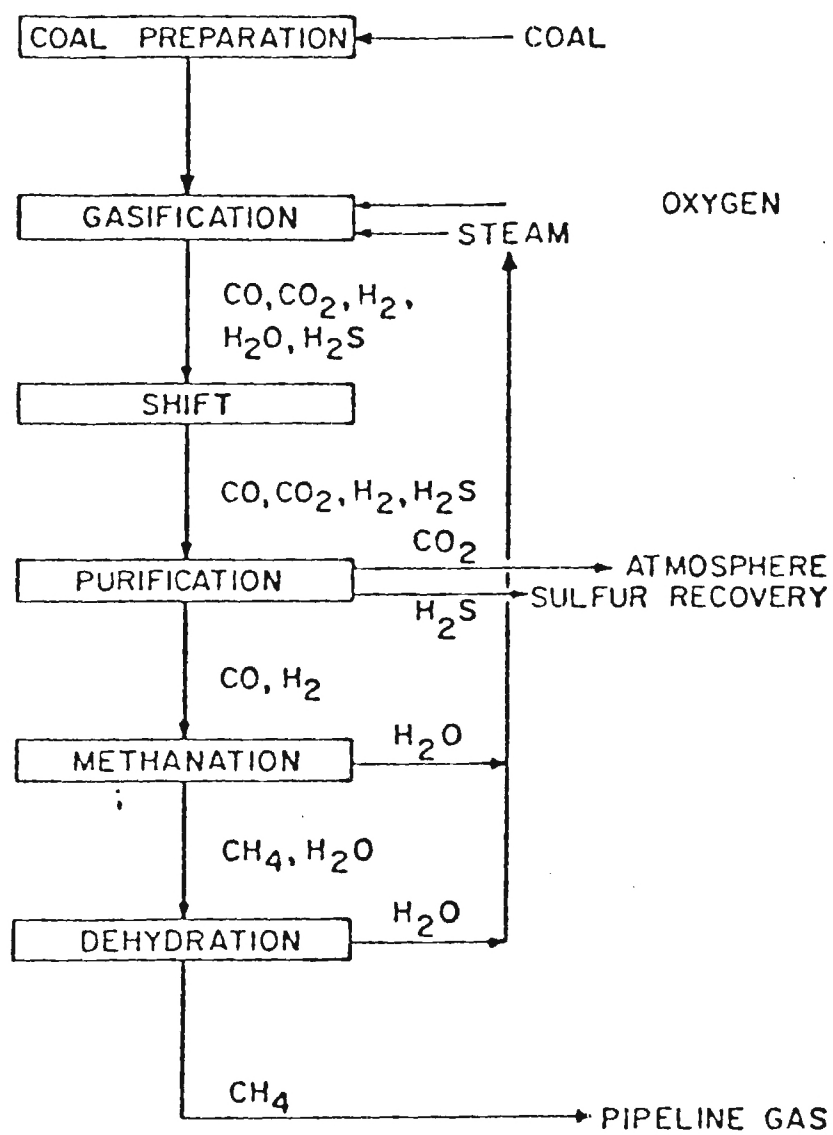 COAL PREPARATION
COAL
GASIFICATION
OXYGEN
STEAM
CO, CO2, H2,
H2O, H2S
SHIFT
CO, CO2, H2, H2S
PURIFICATION
CO2
ATMOSPHERE
H2S
SULFUR RECOVERY
CO, H2
METHANATION
H2O
CH4, H2O
DEHYDRATION
H2O
CH4
PIPELINE GAS